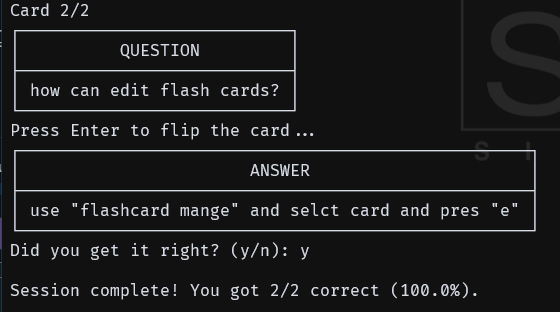 Card 2/2
QUESTION
how can edit flash cards?
Press Enter to flip the card...
ANSWER
use "flashcard mange" and selct card and pres "e"
Did you get it right? (y/n): y
Session complete! You got 2/2 correct (100.0%).
S
S I